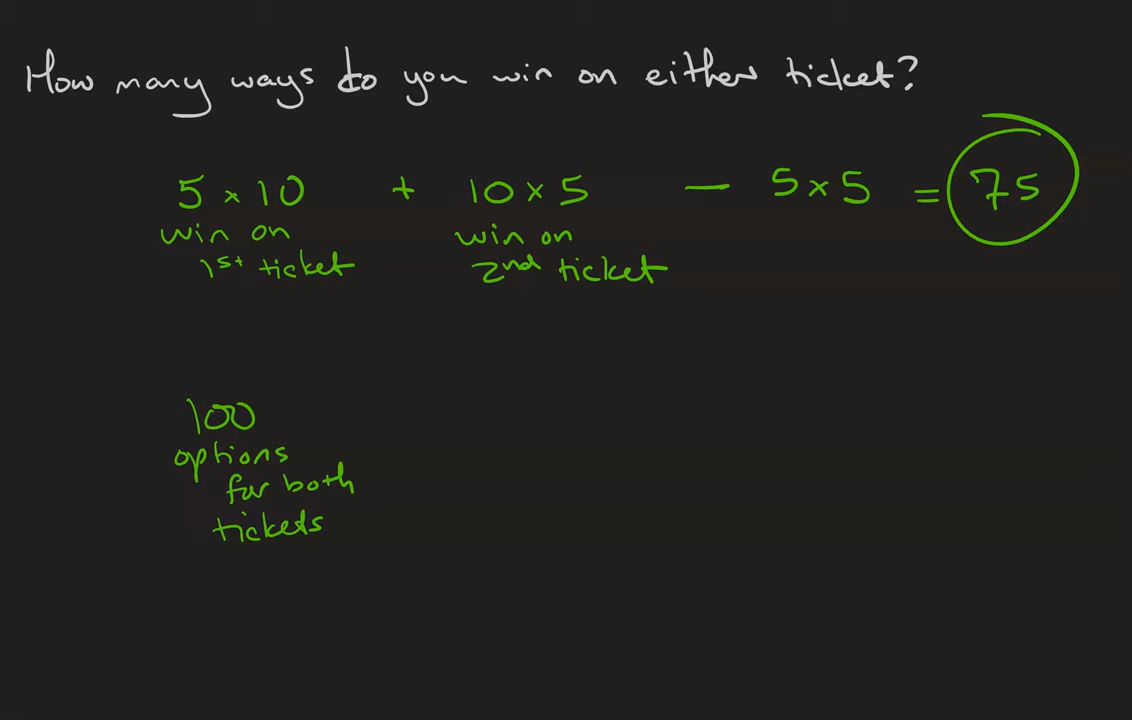 How many ways do you win on either ticket?
5 × 10 + 10 × 5 — 5 × 5 = 75
win on win on
1st ticket 2nd ticket
100
options
for both
tickets